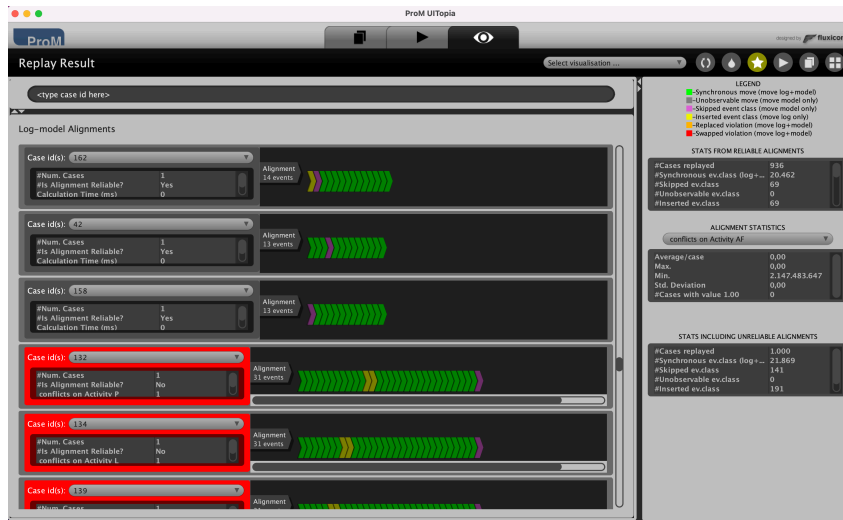 ProM UITopia
ProM
designed by fluxicon
Replay Result
Select visualisation ...
<type case id here>
Log-model Alignments
Case id(s): 162
#Num. Cases 1
#Is Alignment Reliable? Yes
Calculation Time (ms) 0
Alignment
14 events
Case id(s): 42
#Num. Cases 1
#Is Alignment Reliable? Yes
Calculation Time (ms) 0
Alignment
13 events
Case id(s): 158
#Num. Cases 1
#Is Alignment Reliable? Yes
Calculation Time (ms) 0
Alignment
13 events
Case id(s): 132
#Num. Cases 1
#Is Alignment Reliable? No
conflicts on Activity P 1
Alignment
31 events
Case id(s): 134
#Num. Cases 1
#Is Alignment Reliable? No
conflicts on Activity L 1
Alignment
31 events
Case id(s): 139
#Num. Cases 1
Alignment
LEGEND
-Synchronous move (move log+model)
-Unobservable move (move model only)
-Skipped event class (move model only)
-Inserted event class (move log only)
-Replaced violation (move log+model)
-Swapped violation (move log+model)
STATS FROM RELIABLE ALIGNMENTS
#Cases replayed 936
#Synchronous ev.class (log+... 20.462
#Skipped ev.class 69
#Unobservable ev.class 0
#Inserted ev.class 69
ALIGNMENT STATISTICS
conflicts on Activity AF
Average/case 0,00
Max. 0,00
Min. 2.147.483.647
Std. Deviation 0,00
#Cases with value 1.00 0
STATS INCLUDING UNRELIABLE ALIGNMENTS
#Cases replayed 1.000
#Synchronous ev.class (log+... 21.869
#Skipped ev.class 141
#Unobservable ev.class 0
#Inserted ev.class 191